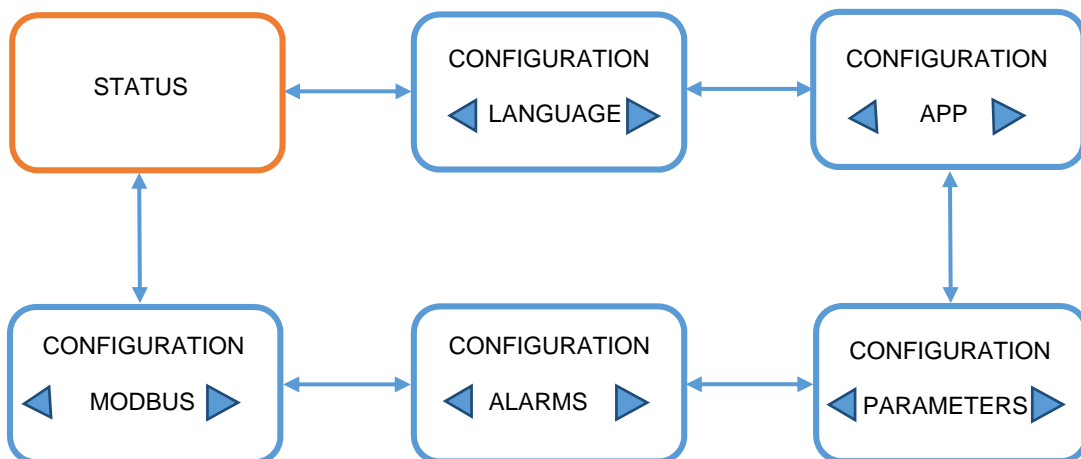 STATUS
CONFIGURATION
LANGUAGE
CONFIGURATION
APP
CONFIGURATION
MODBUS
CONFIGURATION
ALARMS
CONFIGURATION
PARAMETERS